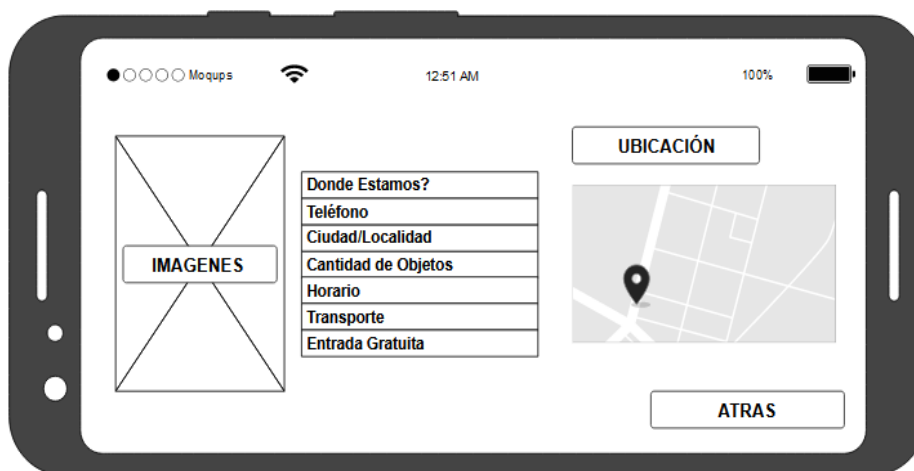 Moqups 12:51 AM 100%
IMAGENES
Donde Estamos?
Teléfono
Ciudad/Localidad
Cantidad de Objetos
Horario
Transporte
Entrada Gratuita
UBICACIÓN
ATRAS